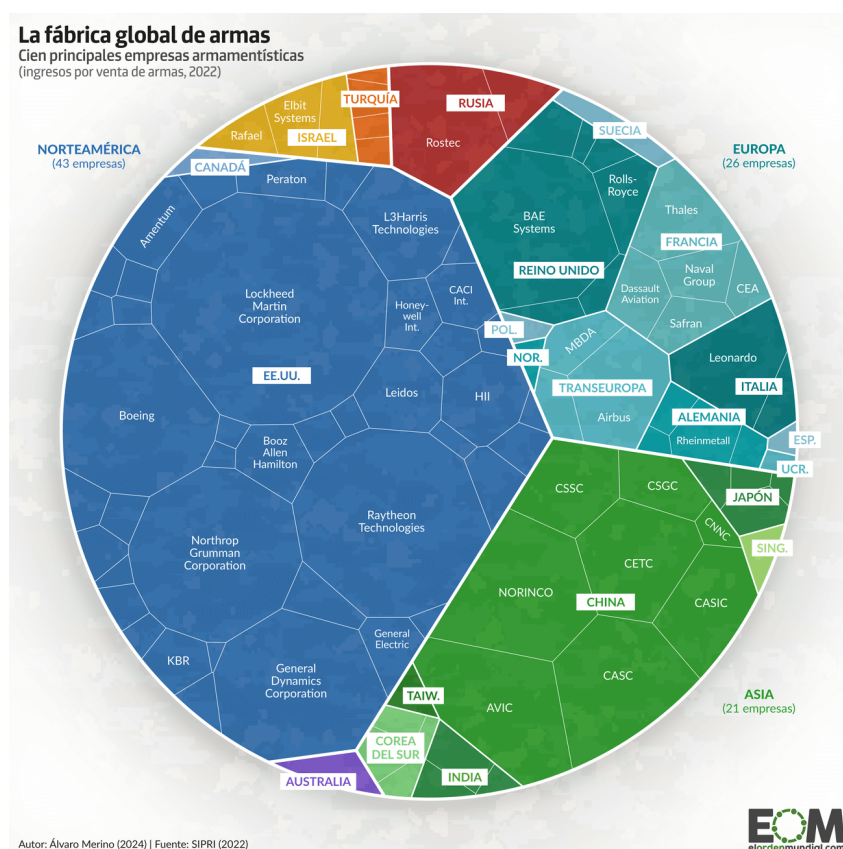 La fábrica global de armas
Cien principales empresas armamentísticas
(ingresos por venta de armas, 2022)
NORTEAMÉRICA
(43 empresas)
EUROPA
(26 empresas)
ASIA
(21 empresas)
TURQUÍA
RUSIA
Rostec
Elbit
Systems
Rafael
ISRAEL
SUECIA
CANADÁ
Peraton
Amentum
L3Harris
Technologies
Lockheed
Martin
Corporation
Honey-
well
Int.
CACI
Int.
EE.UU.
Leidos
HII
Boeing
Booz
Allen
Hamilton
Raytheon
Technologies
Northrop
Grumman
Corporation
General
Electric
KBR
General
Dynamics
Corporation
AUSTRALIA
Rolls-
Royce
BAE
Systems
REINO UNIDO
Thales
FRANCIA
Naval
Group
Dassault
Aviation
CEA
Safran
POL.
NOR.
MBDA
TRANSEUROPA
Airbus
Leonardo
ITALIA
ALEMANIA
Rheinmetall
ESP.
UCR.
CSSC
CSGC
JAPÓN
CNNC
SING.
CETC
NORINCO
CHINA
CASIC
CASC
AVIC
TAIW.
COREA
DEL SUR
INDIA
Autor: Álvaro Merino (2024) | Fuente: SIPRI (2022)
EOM
elordenmundial.com